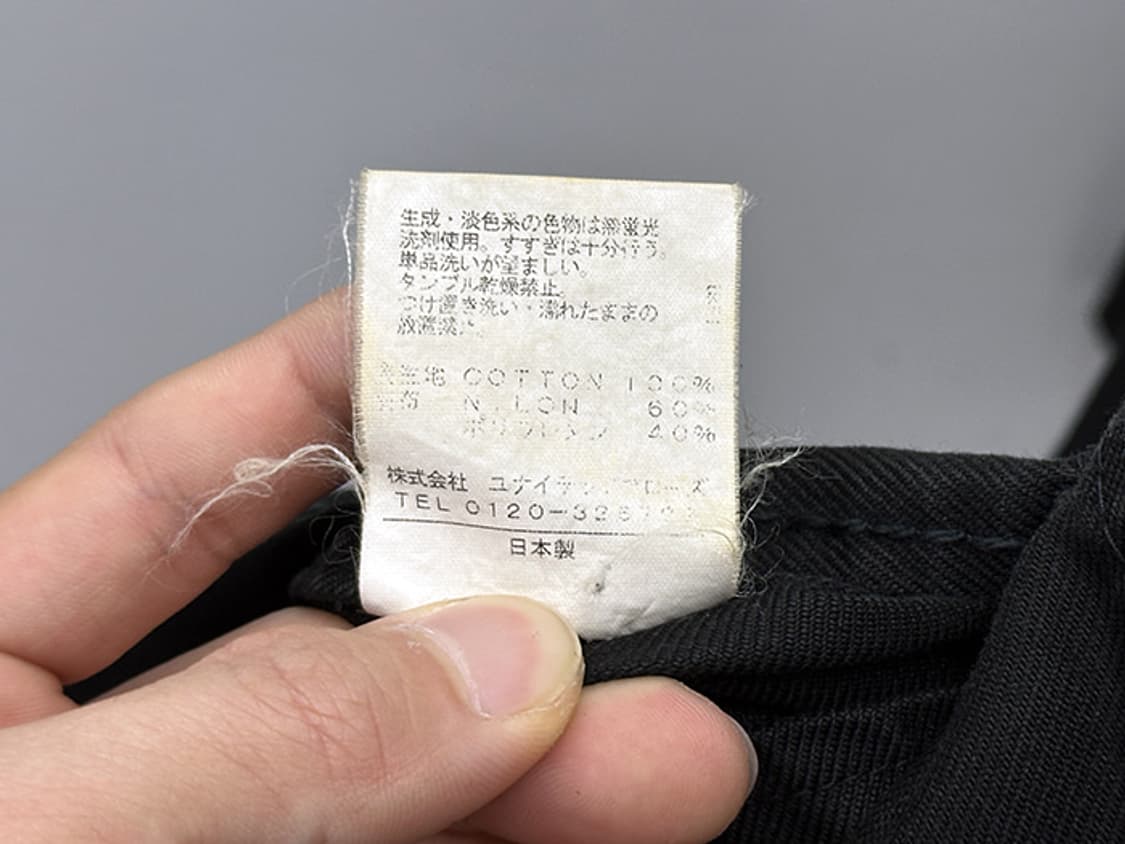 生成・淡色系の色物は無蛍光
洗剤使用。すすぎは十分行う。
単品洗いが望ましい。
タンブル乾燥禁止。
つけ置き洗い・濡れたままの
放置禁止。
生地 COTTON 100%
NYLON 60%
ポリウレタン 40%
株式会社 ユナイテッドアローズ
TEL 0120-
日本製